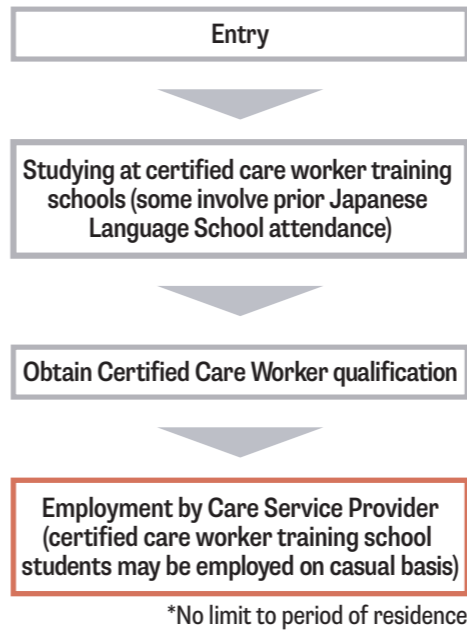 Entry
Studying at certified care worker training
schools (some involve prior Japanese
Language School attendance)
Obtain Certified Care Worker qualification
Employment by Care Service Provider
(certified care worker training school
students may be employed on casual basis)
*No limit to period of residence